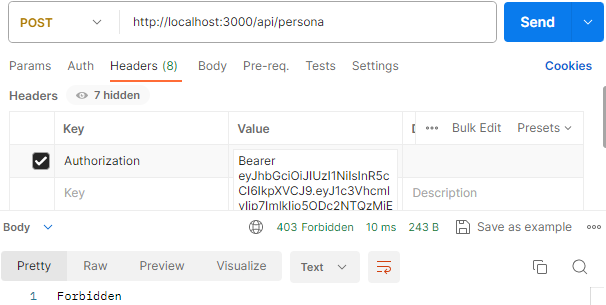 POST http://localhost:3000/api/persona Send
Params Auth Headers (8) Body Pre-req. Tests Settings Cookies
Headers 7 hidden
Key Value D ••• Bulk Edit Presets
Authorization Bearer
eyJhbGciOiJIUzI1NiIsInR5c
CI6IkpXVCJ9.eyJ1c3Vhcml
vIjp7ImlkIjo5ODc2NTQzMjE
Key Description
Body 403 Forbidden 10 ms 243 B Save as example •••
Pretty Raw Preview Visualize Text
1 Forbidden